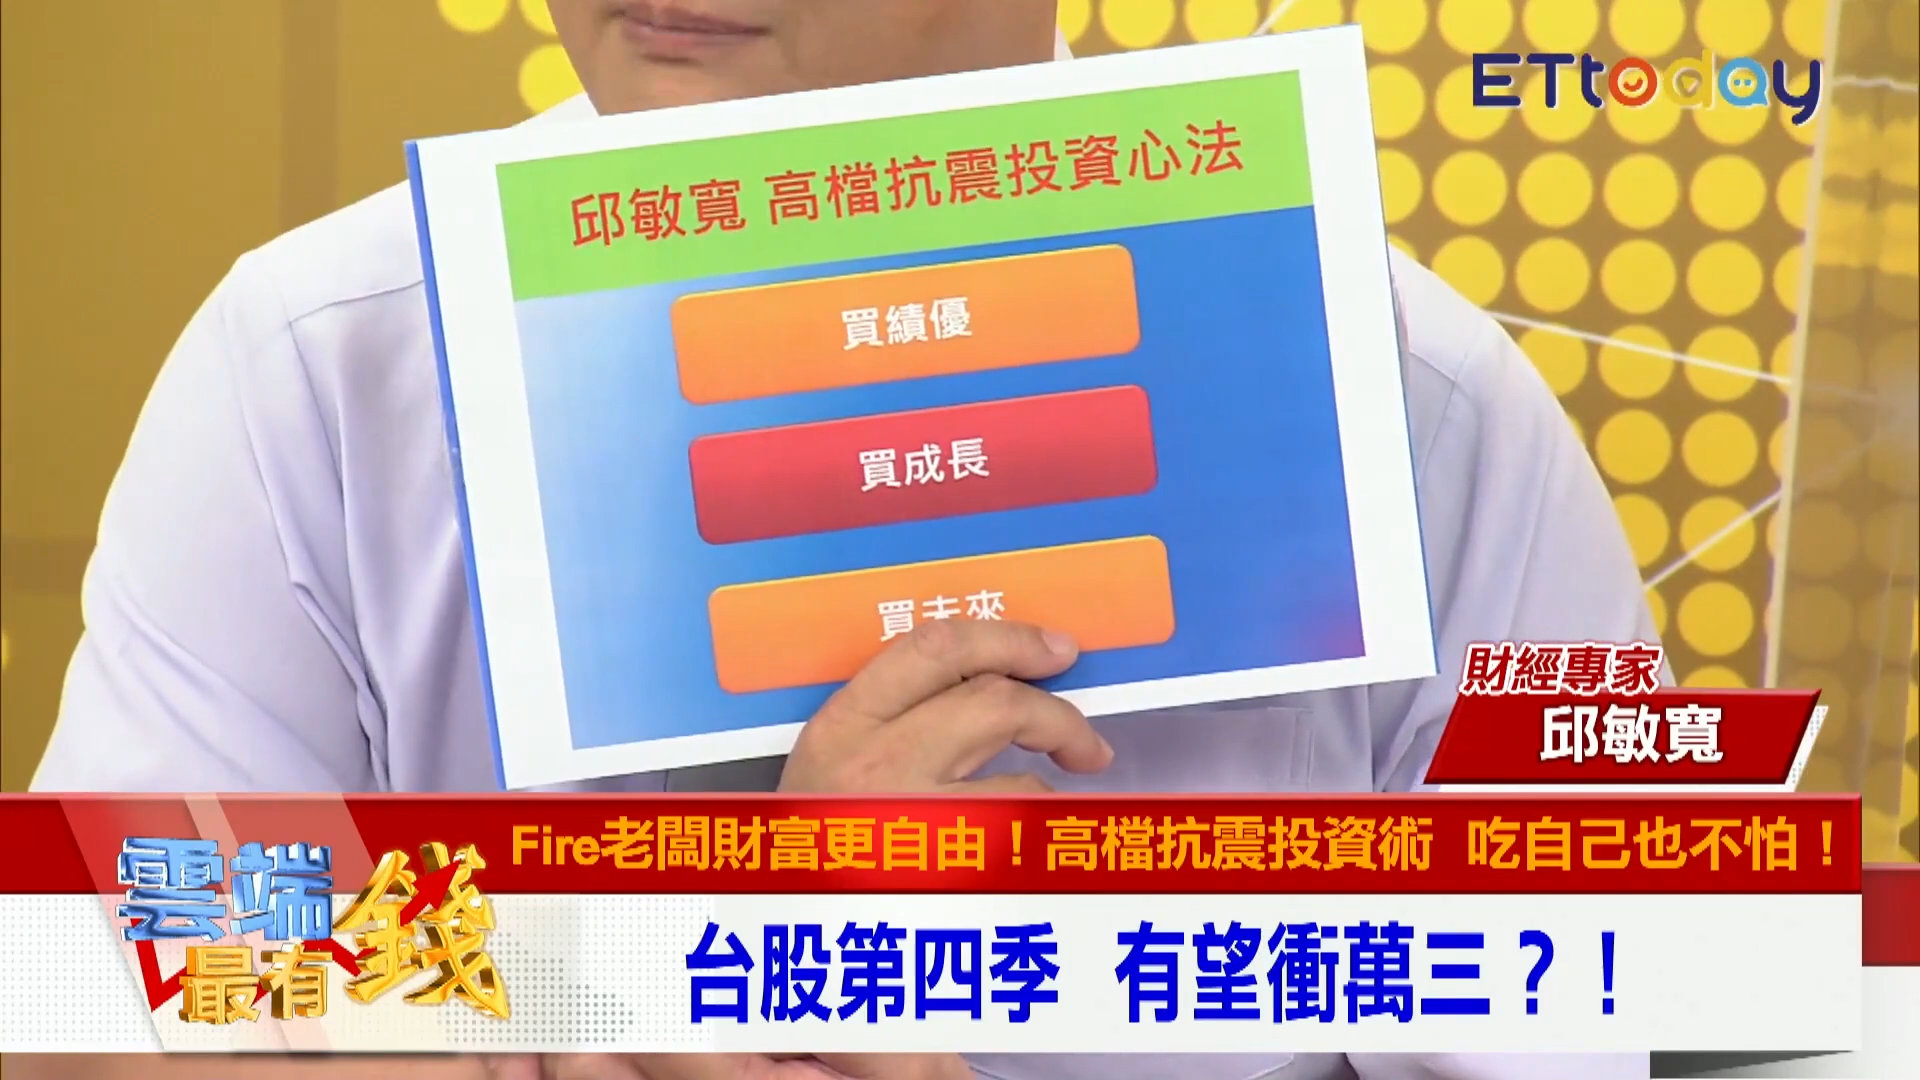 ETtoday
邱敏寬 高檔抗震投資心法
買績優
買成長
買未來
財經專家
邱敏寬
Fire老闆財富更自由！高檔抗震投資術 吃自己也不怕！
雲端最有錢
台股第四季 有望衝萬三？！